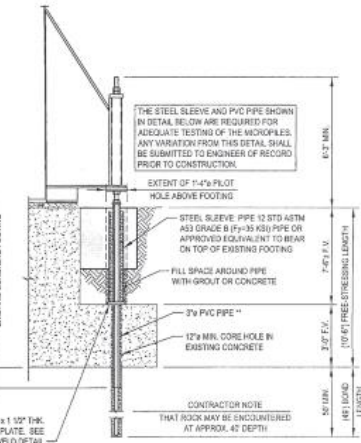 THE STEEL SLEEVE AND PVC PIPE SHOWN
IN DETAIL BELOW ARE REQUIRED FOR
ADEQUATE TESTING OF THE MICROPILES.
ANY VARIATION FROM THIS DETAIL SHALL
BE SUBMITTED TO ENGINEER OF RECORD
PRIOR TO CONSTRUCTION.
6'-3" MIN.
EXTENT OF 1'-4"ø PILOT
HOLE ABOVE FOOTING
STEEL SLEEVE: PIPE 12 STD ASTM
A53 GRADE B (Fy=35 KSI) PIPE OR
APPROVED EQUIVALENT TO BEAR
ON TOP OF EXISTING FOOTING
7'-6"± F.V.
(10'-6") FREE-STRESSING LENGTH
FILL SPACE AROUND PIPE
WITH GROUT OR CONCRETE
3"ø PVC PIPE **
3'-0" F.V.
12"ø MIN. CORE HOLE IN
EXISTING CONCRETE
x 1 1/2" THK.
PLATE. SEE
WELD DETAIL
CONTRACTOR NOTE
THAT ROCK MAY BE ENCOUNTERED
AT APPROX. 40' DEPTH
MIN.
BOND
LENGTH